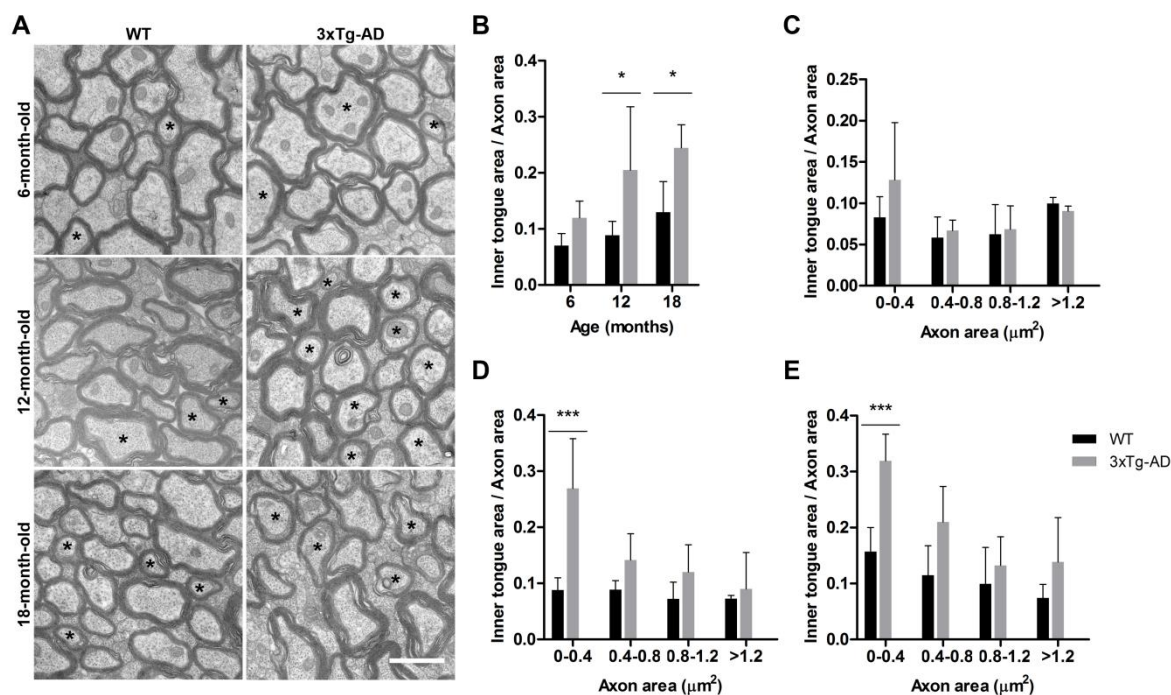 A
WT
3xTg-AD
6-month-old
* * * * *
12-month-old
* * * * * * * * * * * *
18-month-old
* * * * * * * *
B
Inner tongue area / Axon area
0.4
0.3
0.2
0.1
0.0
* *
6 12 18
Age (months)
C
Inner tongue area / Axon area
0.25
0.20
0.15
0.10
0.05
0.00
0-0.4 0.4-0.8 0.8-1.2 >1.2
Axon area (μm²)
D
Inner tongue area / Axon area
0.4
0.3
0.2
0.1
0.0
***
0-0.4 0.4-0.8 0.8-1.2 >1.2
Axon area (μm²)
E
Inner tongue area / Axon area
0.4
0.3
0.2
0.1
0.0
***
0-0.4 0.4-0.8 0.8-1.2 >1.2
Axon area (μm²)
WT
3xTg-AD